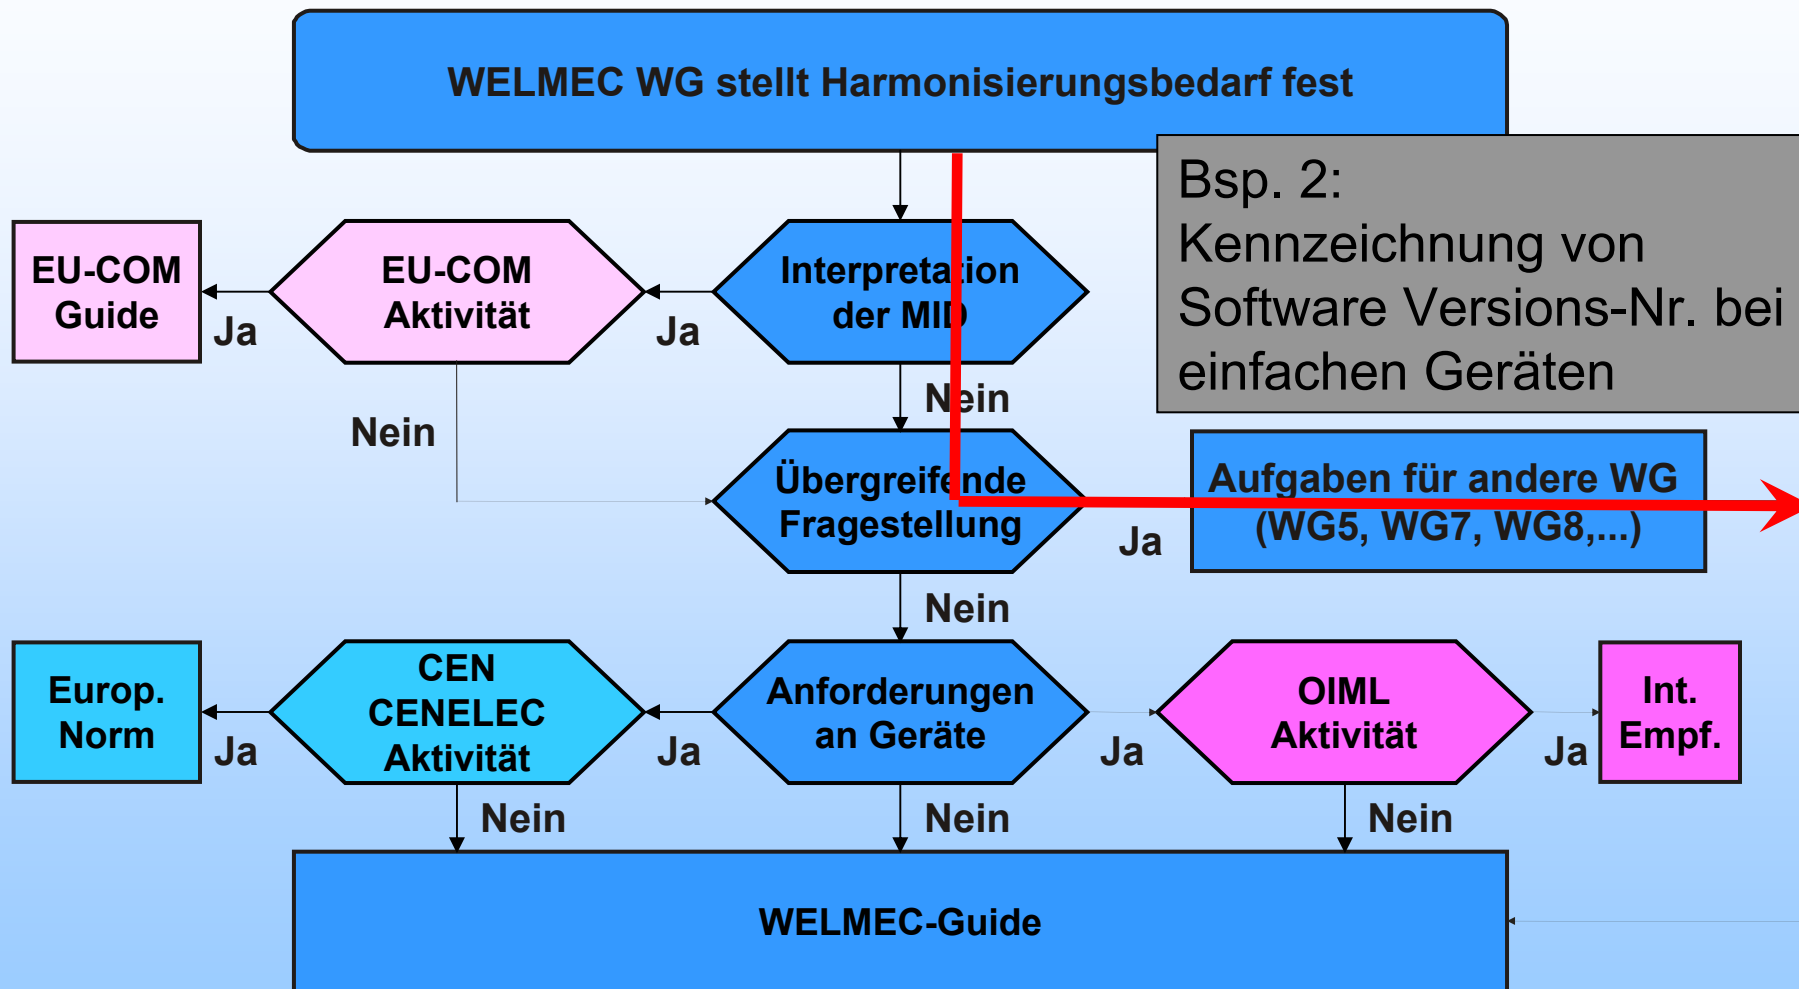 WELMEC WG stellt Harmonisierungsbedarf fest
Bsp. 2:
Kennzeichnung von
Software Versions-Nr. bei
einfachen Geräten
EU-COM
Guide
Ja
EU-COM
Aktivität
Ja
Interpretation
der MID
Nein
Nein
Übergreifende
Fragestellung
Ja
Aufgaben für andere WG
(WG5, WG7, WG8,...)
Nein
Europ.
Norm
Ja
CEN
CENELEC
Aktivität
Ja
Anforderungen
an Geräte
Ja
OIML
Aktivität
Ja
Int.
Empf.
Nein
Nein
Nein
WELMEC-Guide